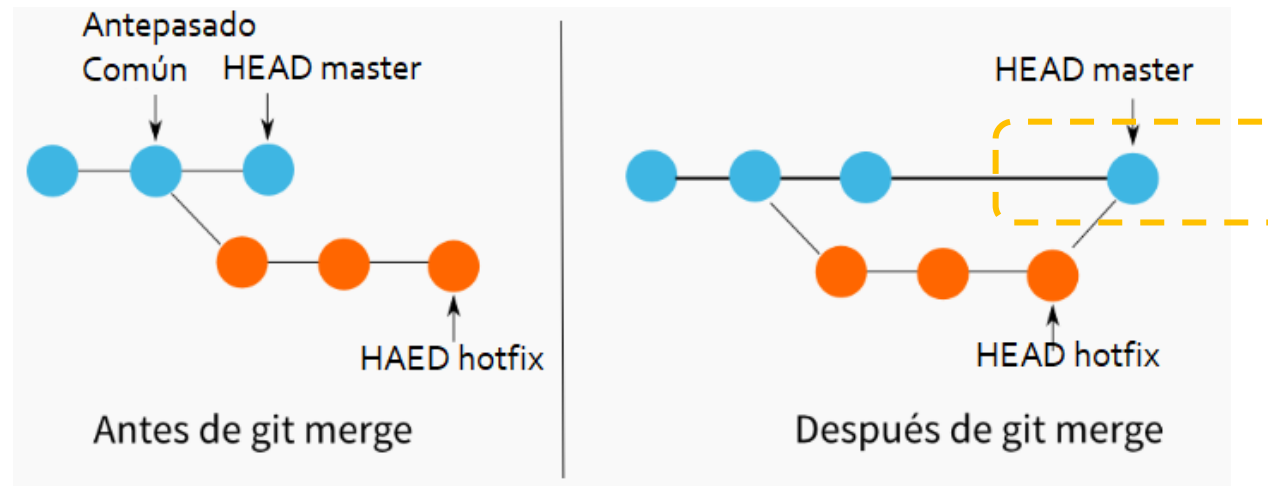 Antepasado
Común
HEAD master
HAED hotfix
Antes de git merge
HEAD master
HEAD hotfix
Después de git merge